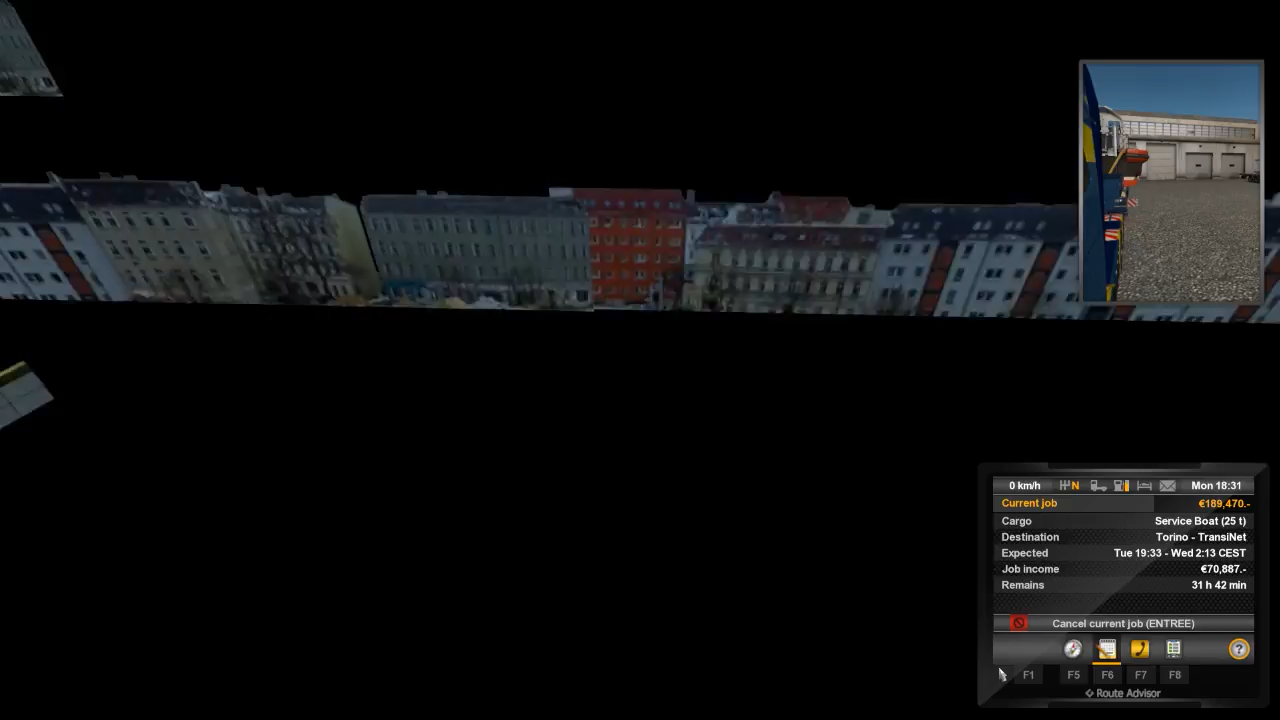 0 km/h N Mon 18:31
Current job €189,470.-
Cargo Service Boat (25 t)
Destination Torino - TransiNet
Expected Tue 19:33 - Wed 2:13 CEST
Job income €70,887.-
Remains 31 h 42 min
Cancel current job (ENTREE)
?
F1 F5 F6 F7 F8
Route Advisor